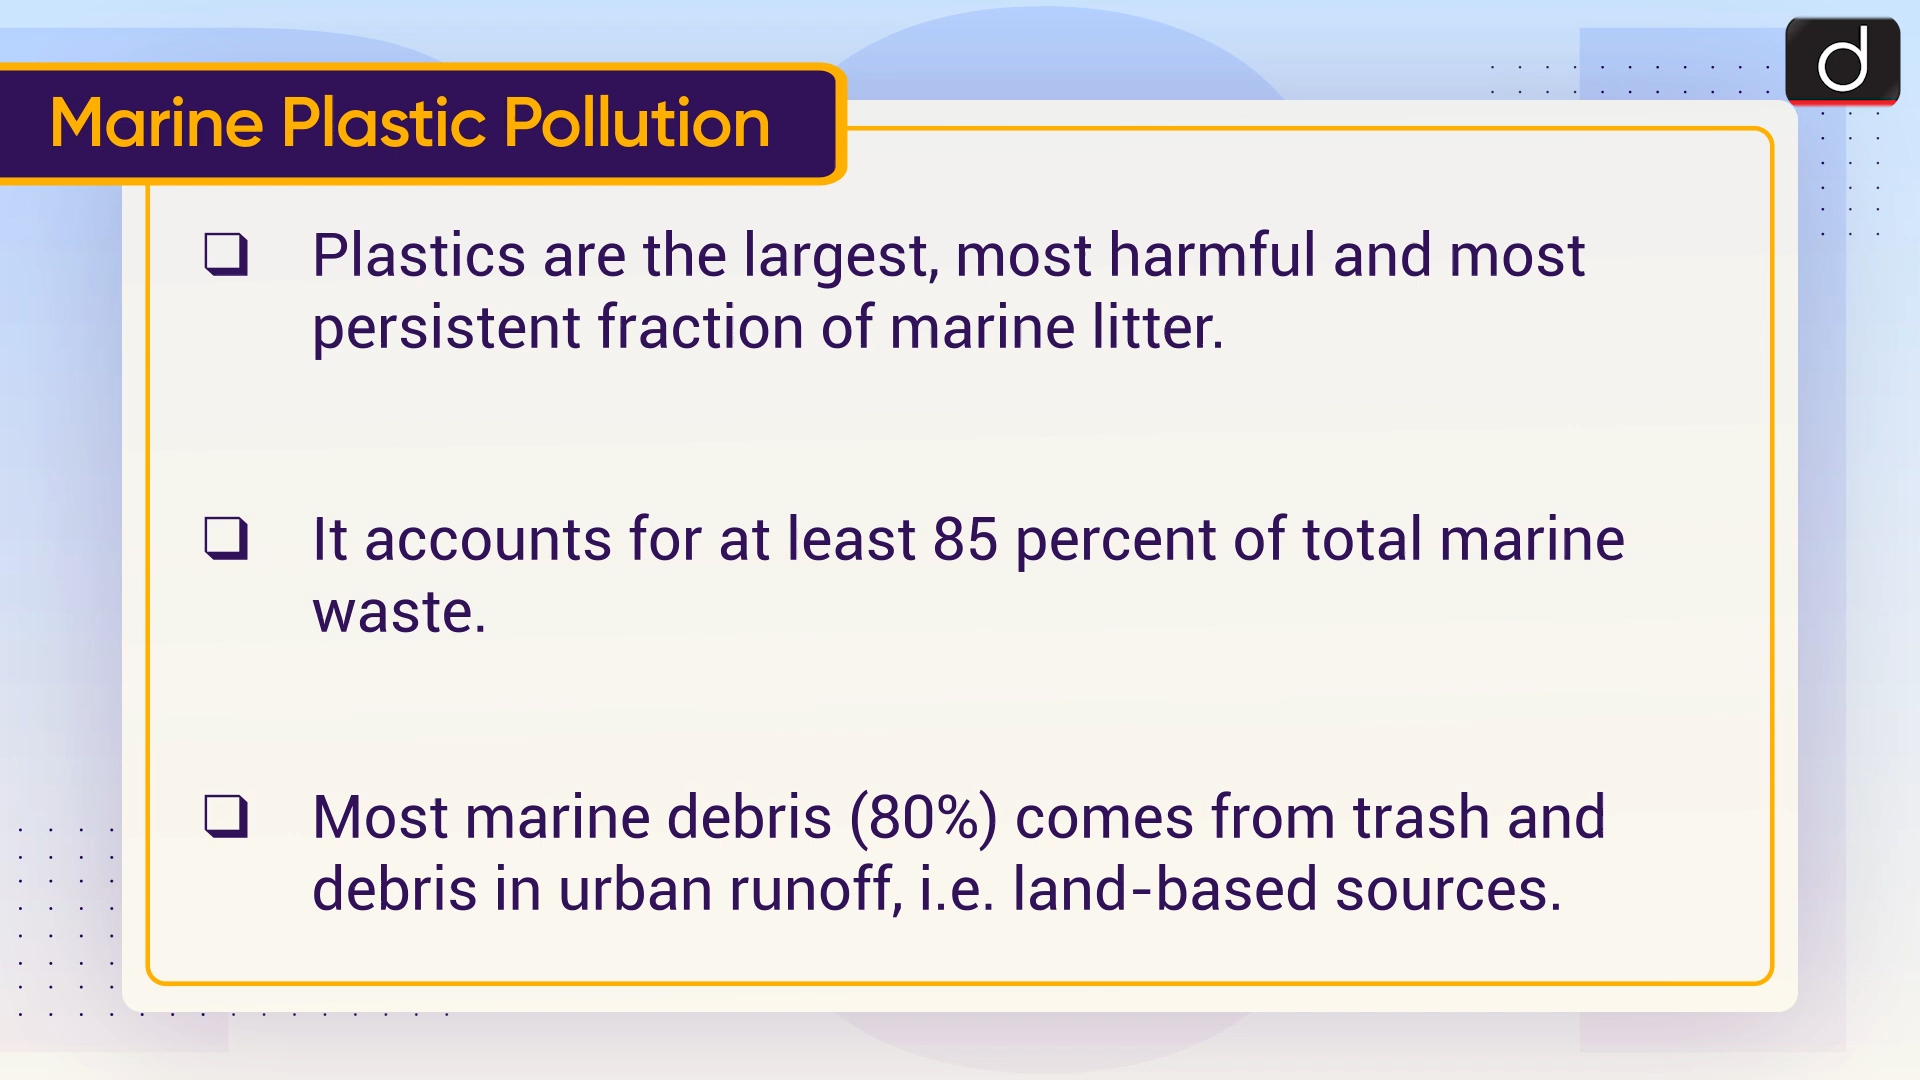 d
Marine Plastic Pollution
❑ Plastics are the largest, most harmful and most
persistent fraction of marine litter.
❑ It accounts for at least 85 percent of total marine
waste.
❑ Most marine debris (80%) comes from trash and
debris in urban runoff, i.e. land-based sources.